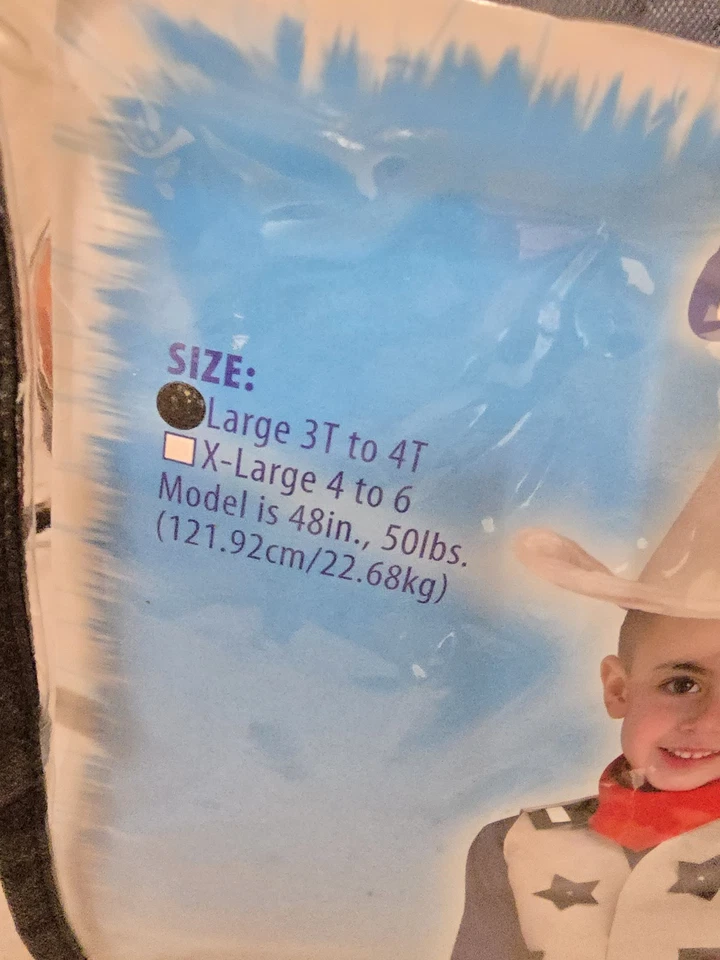 SIZE:
Large 3T to 4T
X-Large 4 to 6
Model is 48in., 50lbs.
(121.92cm/22.68kg)